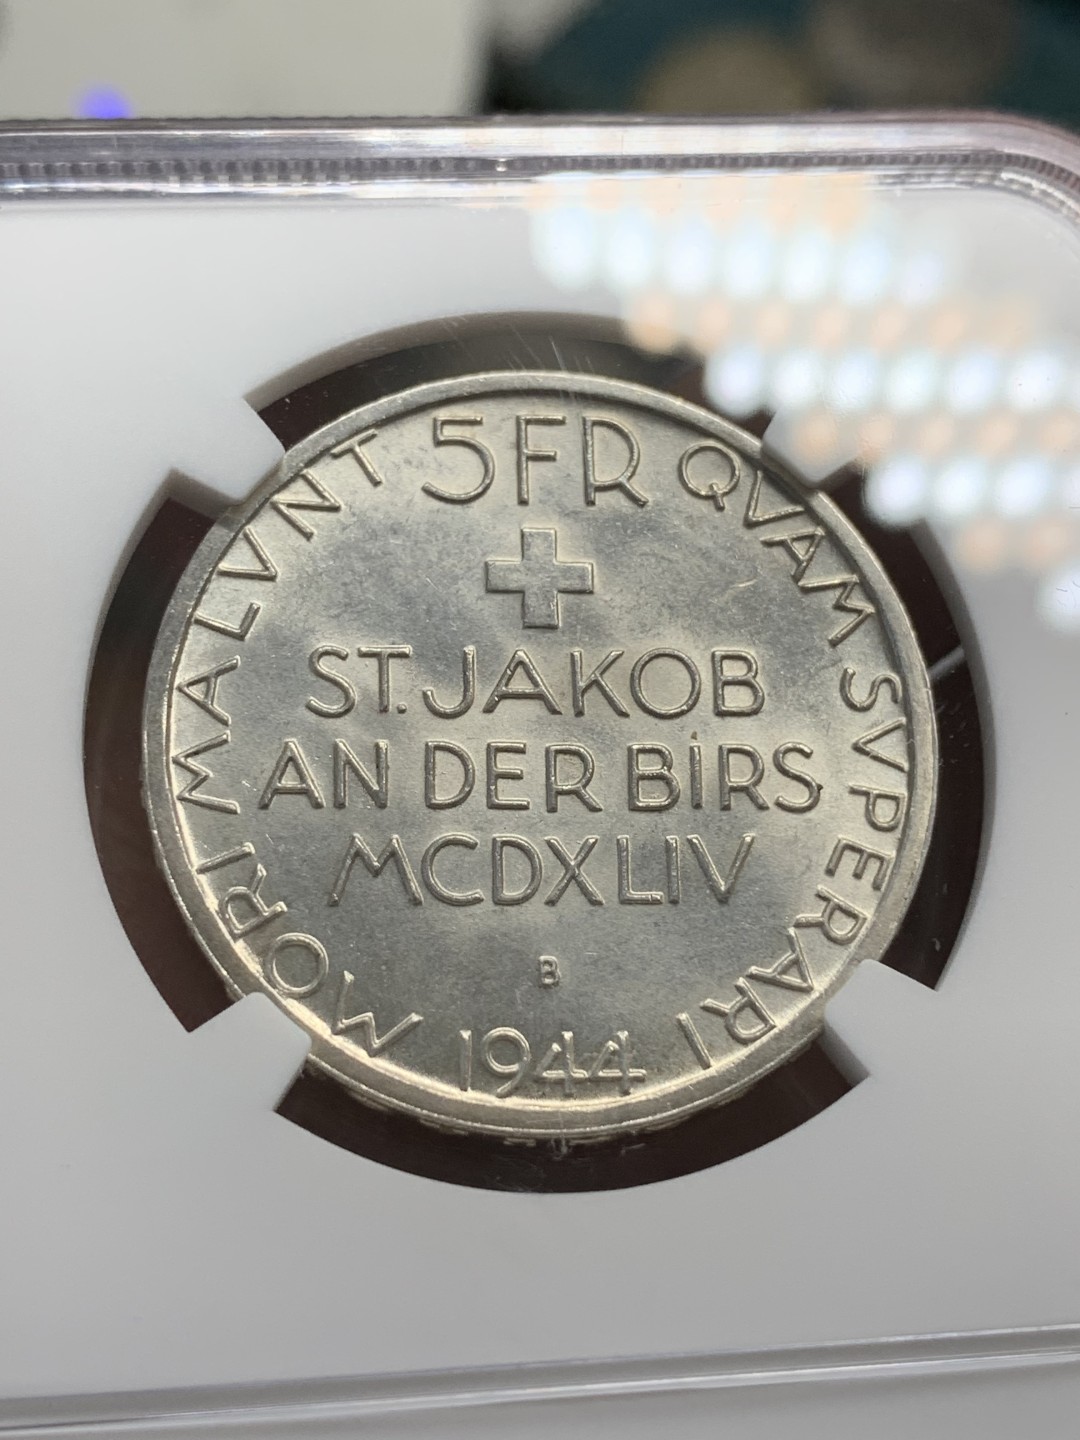 MORI MALVNT QVAM SVPERARI
5FR
ST. JAKOB
AN DER BIRS
MCDXLIV
B
1944